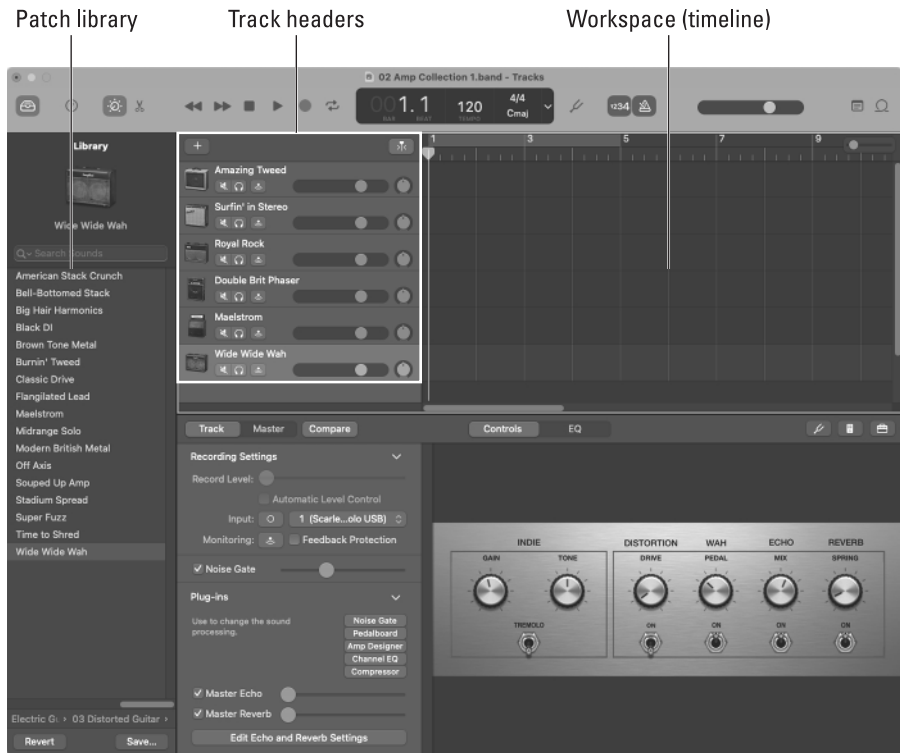 Patch library
Track headers
Workspace (timeline)
02 Amp Collection 1.band - Tracks
001.1
120
4/4
Cmaj
BAR
BEAT
TEMPO
1234
Library
Wide Wide Wah
Search Sounds
American Stack Crunch
Bell-Bottomed Stack
Big Hair Harmonics
Black DI
Brown Tone Metal
Burnin' Tweed
Classic Drive
Flangilated Lead
Maelstrom
Midrange Solo
Modern British Metal
Off Axis
Souped Up Amp
Stadium Spread
Super Fuzz
Time to Shred
Wide Wide Wah
Electric G
03 Distorted Guitar
Revert
Save...
Amazing Tweed
Surfin' in Stereo
Royal Rock
Double Brit Phaser
Maelstrom
Wide Wide Wah
1 3 5 7 9
Track
Master
Compare
Controls
EQ
Recording Settings
Record Level:
Automatic Level Control
Input:
1 (Scarle...olo USB)
Monitoring:
Feedback Protection
Noise Gate
Plug-ins
Use to change the sound
processing.
Noise Gate
Pedalboard
Amp Designer
Channel EQ
Compressor
Master Echo
Master Reverb
Edit Echo and Reverb Settings
INDIE
DISTORTION
WAH
ECHO
REVERB
GAIN
TONE
DRIVE
PEDAL
MIX
SPRING
TREMOLO
ON
ON
ON
ON